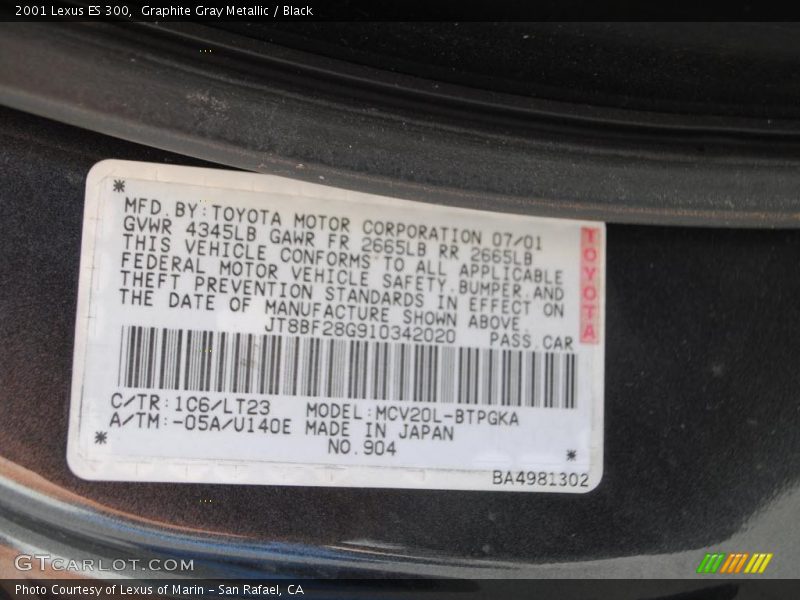 2001 Lexus ES 300,  Graphite Gray Metallic / Black
MFD.BY:TOYOTA MOTOR CORPORATION 07/01
GVWR 4345LB GAWR FR 2665LB RR 2665LB
THIS VEHICLE CONFORMS TO ALL APPLICABLE
FEDERAL MOTOR VEHICLE SAFETY,BUMPER,AND
THEFT PREVENTION STANDARDS IN EFFECT ON
THE DATE OF MANUFACTURE SHOWN ABOVE.
JT8BF28G910342020 PASS.CAR
TOYOTA
C/TR:1C6/LT23 MODEL:MCV20L-BTPGKA
A/TM:-05A/U140E MADE IN JAPAN
NO.904
BA4981302
GTCARLOT.COM
Photo Courtesy of Lexus of Marin - San Rafael, CA